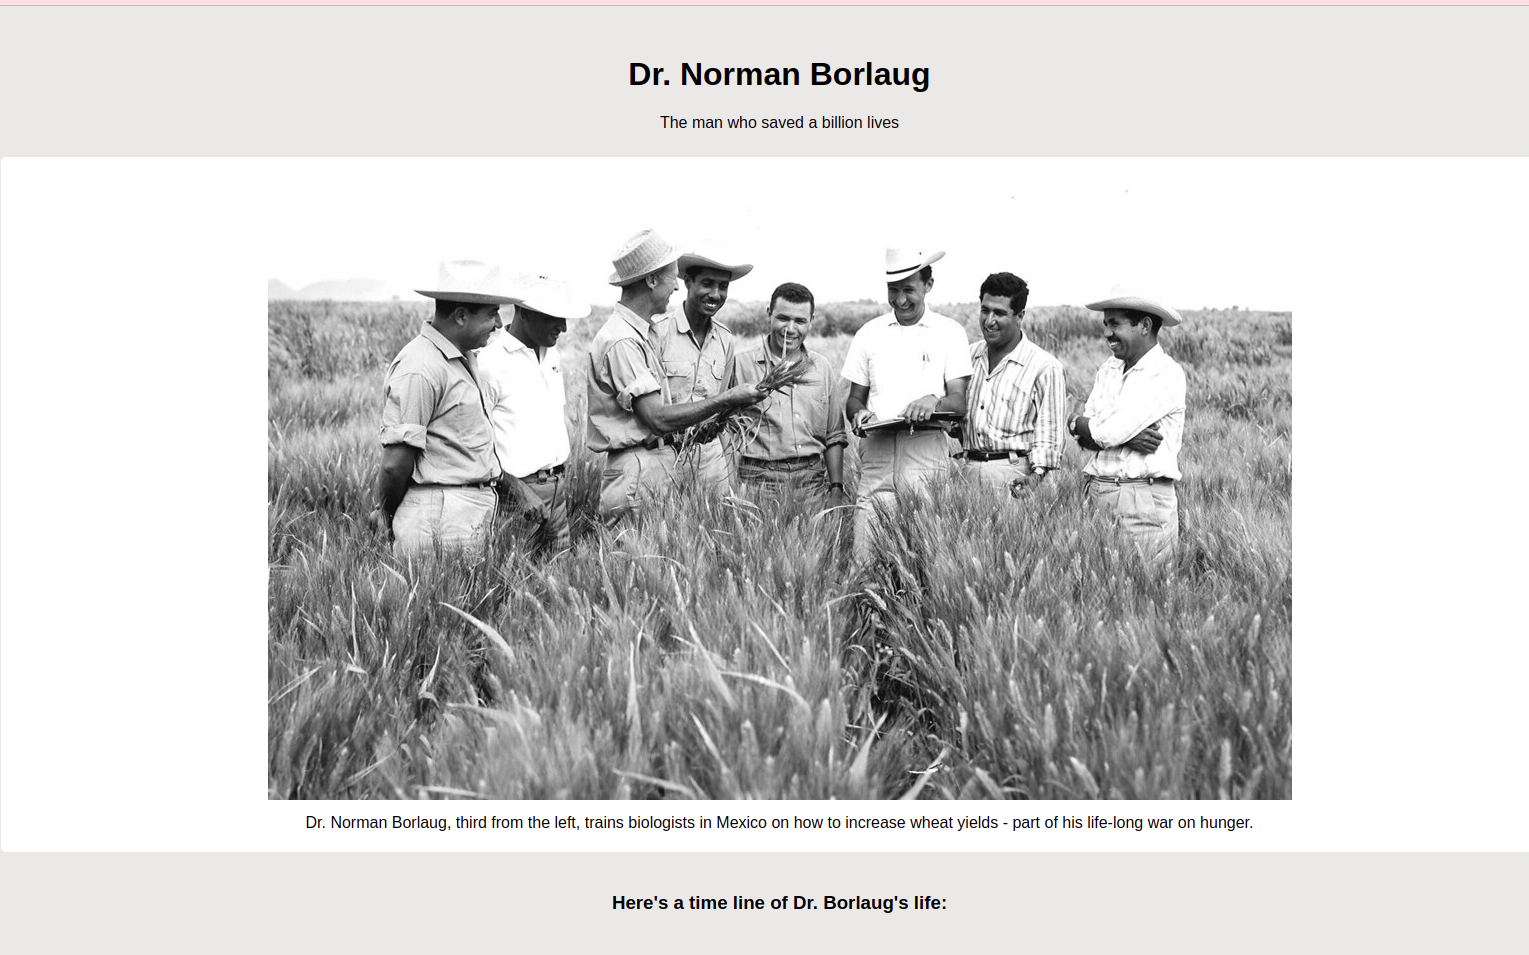 Dr. Norman Borlaug
The man who saved a billion lives
Dr. Norman Borlaug, third from the left, trains biologists in Mexico on how to increase wheat yields - part of his life-long war on hunger.
Here's a time line of Dr. Borlaug's life: